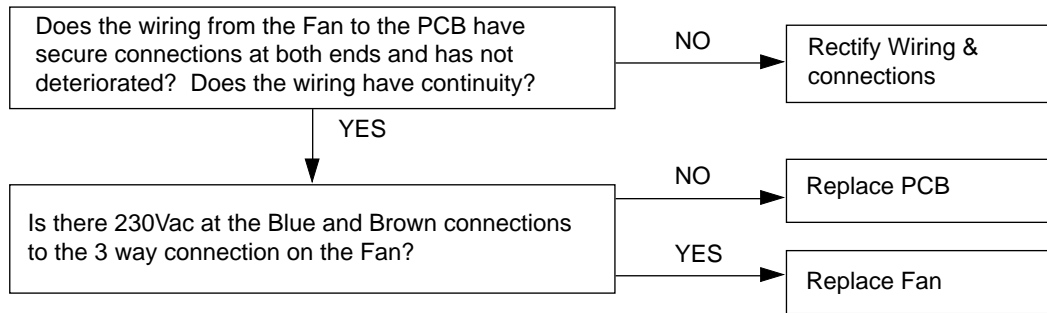 Does the wiring from the Fan to the PCB have
secure connections at both ends and has not
deteriorated?  Does the wiring have continuity?
NO
Rectify Wiring &
connections
YES
Is there 230Vac at the Blue and Brown connections
to the 3 way connection on the Fan?
NO
Replace PCB
YES
Replace Fan